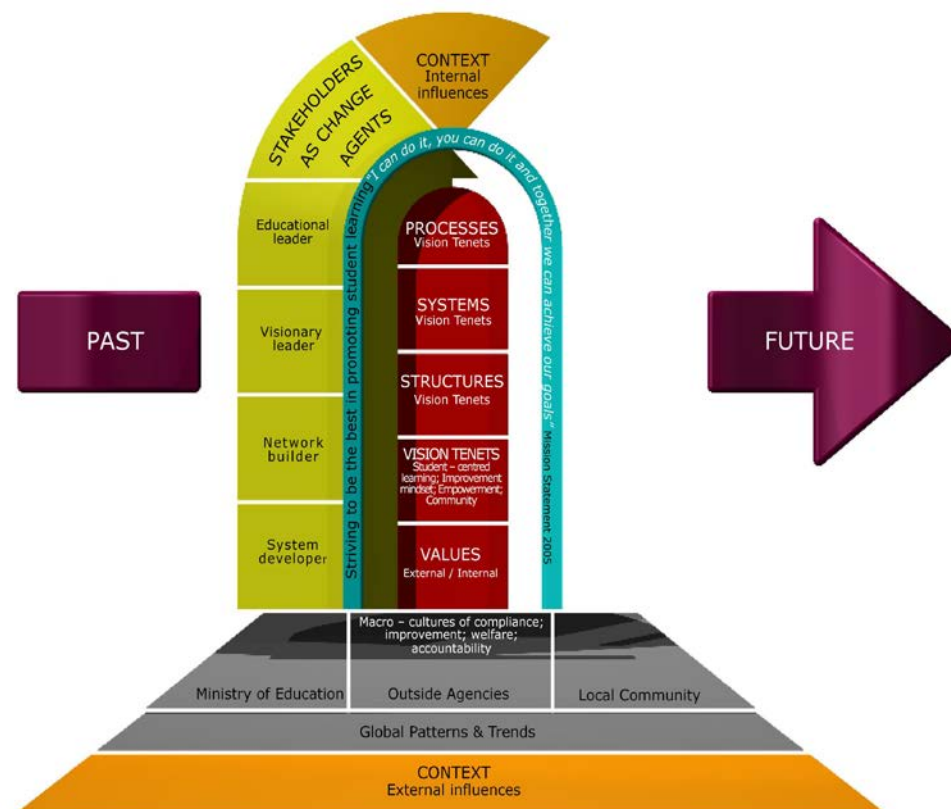 CONTEXT
Internal
influences
STAKEHOLDERS
AS CHANGE
AGENTS
Educational
leader
Visionary
leader
Network
builder
System
developer
Striving to be the best in promoting student learning
"I can do it, you can do it and together we can achieve our goals" Mission Statement 2005
PROCESSES
Vision Tenets
SYSTEMS
Vision Tenets
STRUCTURES
Vision Tenets
VISION TENETS
Student – centred
learning; Improvement
mindset; Empowerment;
Community
VALUES
External / Internal
PAST
FUTURE
Macro – cultures of compliance;
improvement; welfare;
accountability
Ministry of Education
Outside Agencies
Local Community
Global Patterns & Trends
CONTEXT
External influences